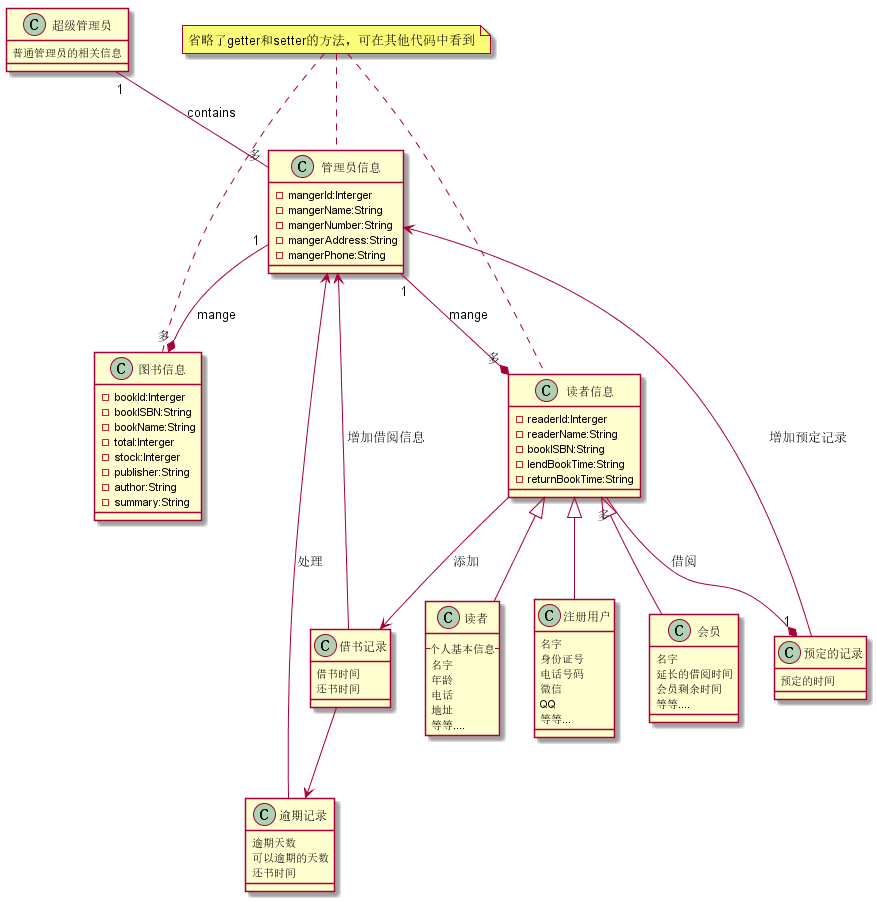 C 超级管理员
普通管理员的相关信息
省略了getter和setter的方法，可在其他代码中看到
1
contains
多
C 管理员信息
mangerId:Interger
mangerName:String
mangerNumber:String
mangerAddress:String
mangerPhone:String
1
mange
多
1
mange
多
C 图书信息
bookId:Interger
bookISBN:String
bookName:String
total:Interger
stock:Interger
publisher:String
author:String
summary:String
C 读者信息
readerId:Interger
readerName:String
bookISBN:String
lendBookTime:String
returnBookTime:String
增加借阅信息
增加预定记录
处理
添加
多
借阅
1
C 借书记录
借书时间
还书时间
C 读者
个人基本信息
名字
年龄
电话
地址
等等....
C 注册用户
名字
身份证号
电话号码
微信
QQ
等等...
C 会员
名字
延长的借阅时间
会员剩余时间
等等....
C 预定的记录
预定的时间
C 逾期记录
逾期天数
可以逾期的天数
还书时间